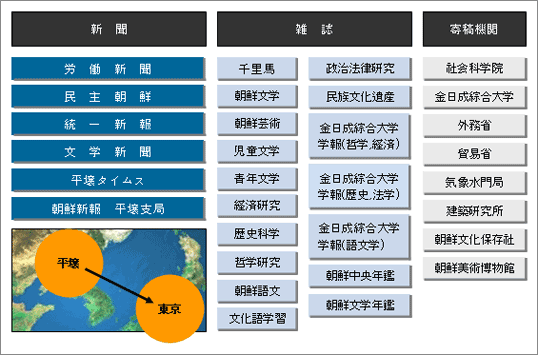 新 聞
労 働 新 聞
民 主 朝 鮮
統 一 新 報
文 学 新 聞
平 壌 タイムス
朝鮮新報 平壌支局
平壌
東京
雑 誌
千里馬
朝鮮文学
朝鮮芸術
児童文学
青年文学
経済研究
歴史科学
哲学研究
朝鮮語文
文化語学習
政治法律研究
民族文化遺産
金日成綜合大学
学報(哲学,経済)
金日成綜合大学
学報(歴史,法学)
金日成綜合大学
学報(語文学)
朝鮮中央年鑑
朝鮮文学年鑑
寄稿機関
社会科学院
金日成綜合大学
外務省
貿易省
気象水門局
建築研究所
朝鮮文化保存社
朝鮮美術博物館